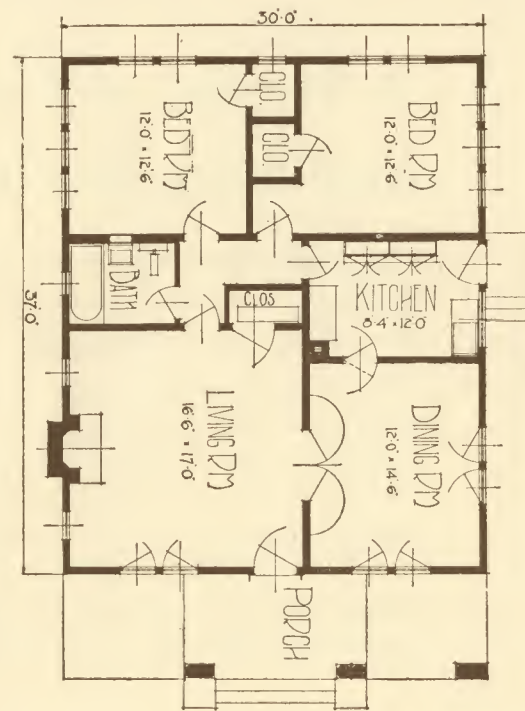 30'-0"
37'-0"
BED RM
12'-0" × 12'-6"
CLO.
CLO.
BED RM
12'-0" × 12'-6"
BATH
CLOS
KITCHEN
8'-4" × 12'-0"
LIVING RM
16'-6" × 17'-0"
DINING RM
12'-0" × 14'-6"
PORCH